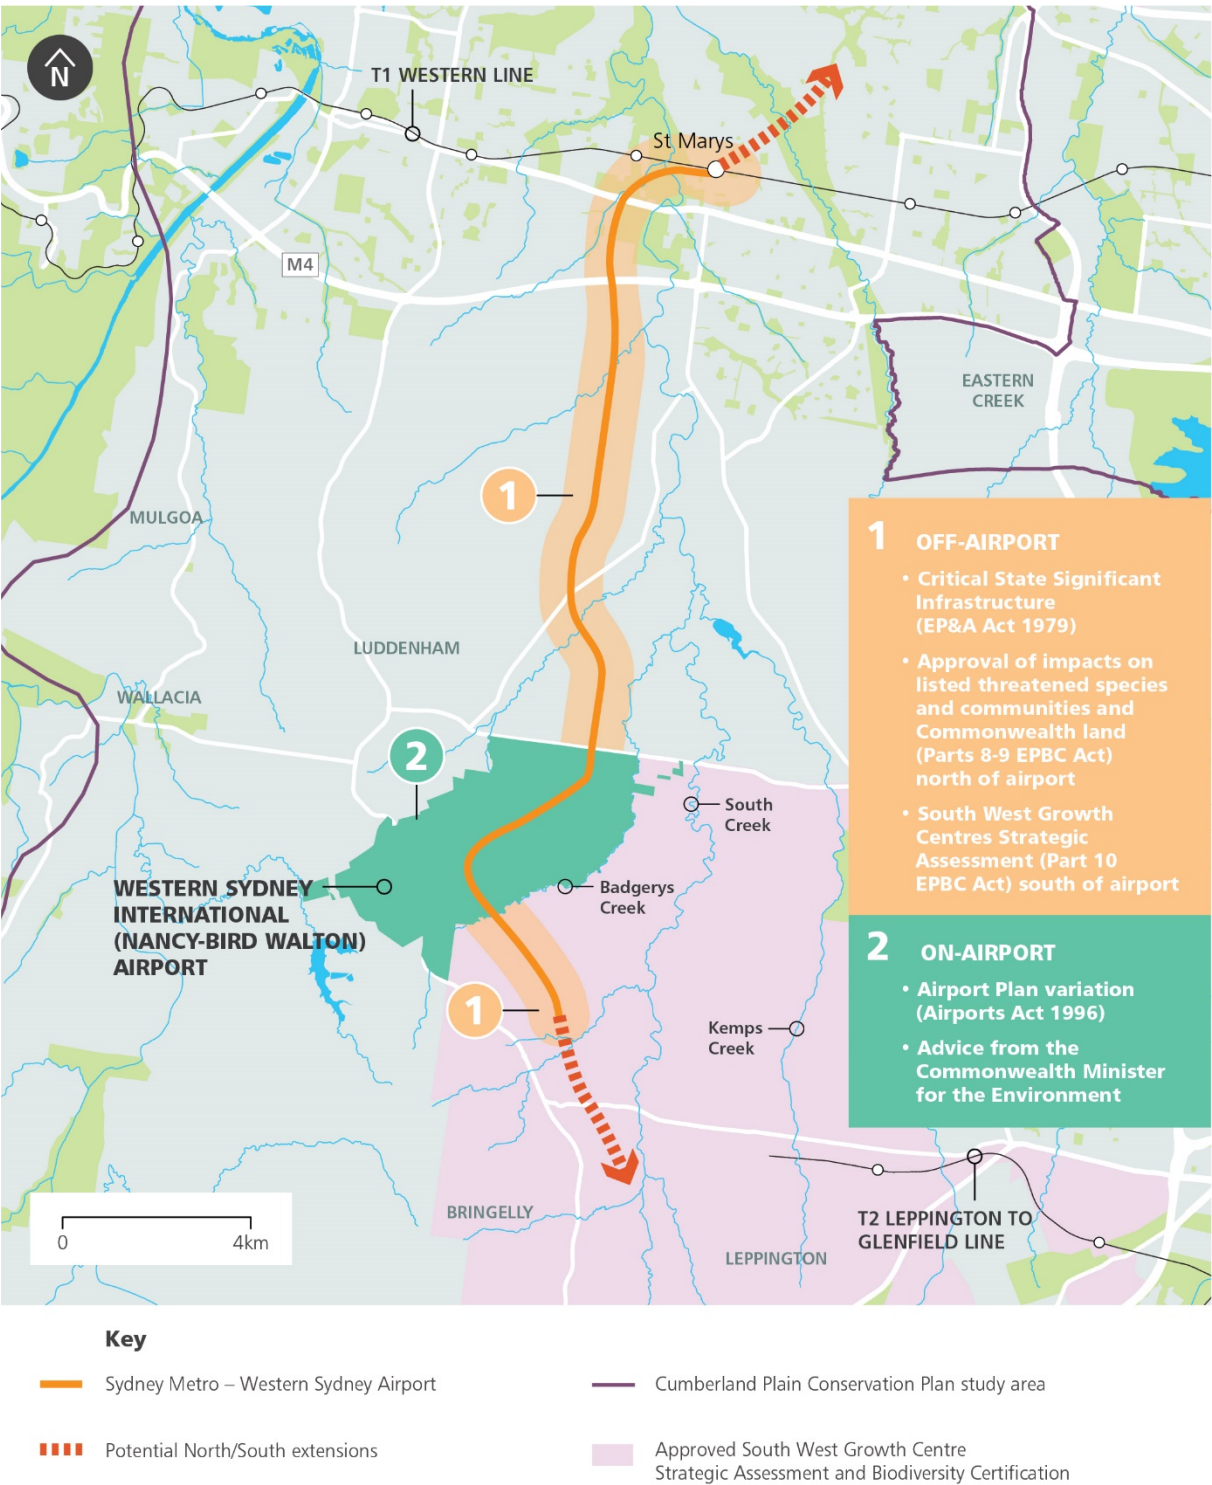 N
T1 WESTERN LINE
St Marys
M4
EASTERN
CREEK
1
MULGOA
LUDDENHAM
WALLACIA
2
South
Creek
WESTERN SYDNEY
INTERNATIONAL
(NANCY-BIRD WALTON)
AIRPORT
Badgerys
Creek
1
Kemps
Creek
BRINGELLY
LEPPINGTON
T2 LEPPINGTON TO
GLENFIELD LINE
0 4km
1 OFF-AIRPORT
• Critical State Significant
Infrastructure
(EP&A Act 1979)
• Approval of impacts on
listed threatened species
and communities and
Commonwealth land
(Parts 8-9 EPBC Act)
north of airport
• South West Growth
Centres Strategic
Assessment (Part 10
EPBC Act) south of airport
2 ON-AIRPORT
• Airport Plan variation
(Airports Act 1996)
• Advice from the
Commonwealth Minister
for the Environment
Key
Sydney Metro – Western Sydney Airport
Potential North/South extensions
Cumberland Plain Conservation Plan study area
Approved South West Growth Centre
Strategic Assessment and Biodiversity Certification